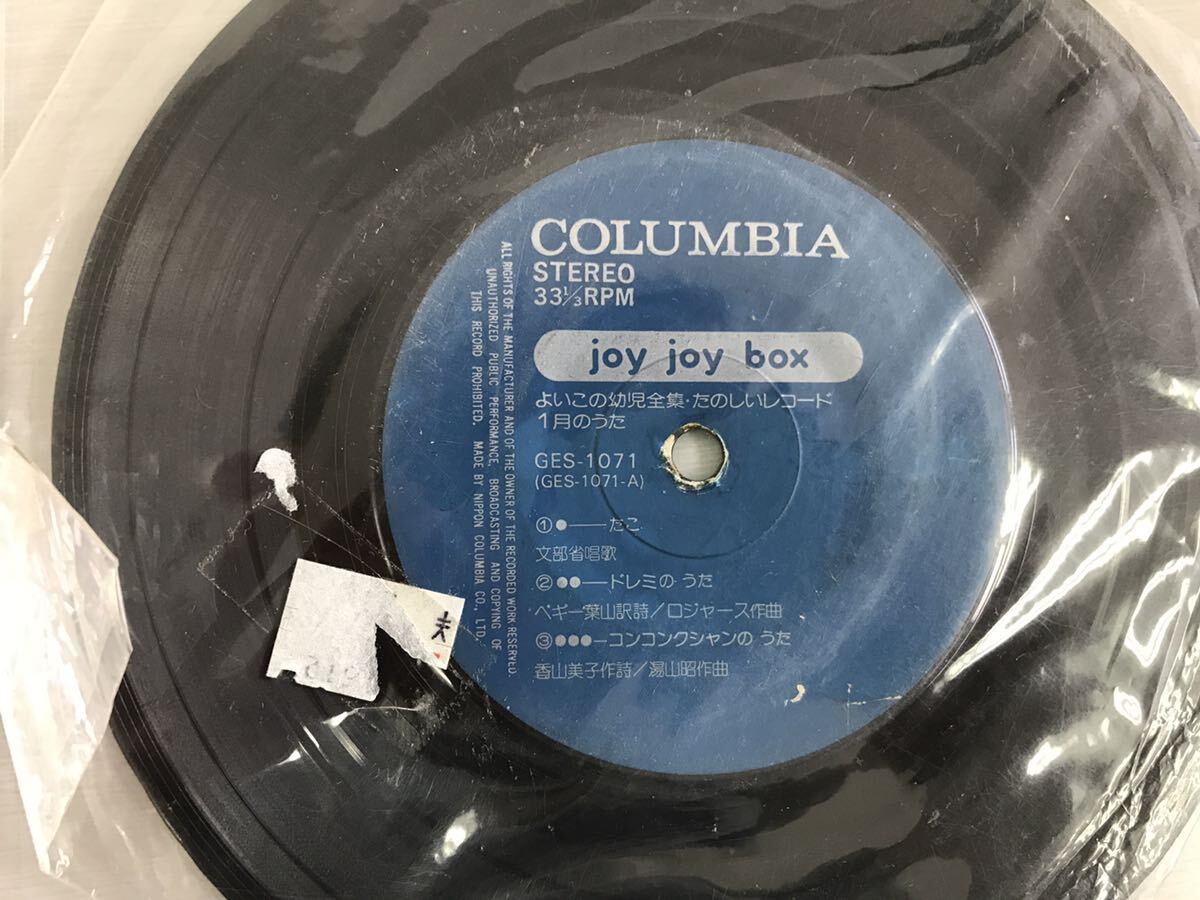 COLUMBIA
STEREO
33 1/3 RPM
joy joy box
よいこの幼児全集・たのしいレコード
1月のうた
GES-1071
(GES-1071-A)
①●――たこ
文部省唱歌
②●●―ドレミの うた
ペギー葉山訳詩/ロジャース作曲
③●●●-コンコンクシャンの うた
香山美子作詩/湯山昭作曲
ALL RIGHTS OF THE MANUFACTURER AND OF THE OWNER OF THE RECORDED WORK RESERVED.
UNAUTHORIZED PUBLIC PERFORMANCE, BROADCASTING AND COPYING OF
THIS RECORD PROHIBITED. MADE BY NIPPON COLUMBIA CO., LTD.